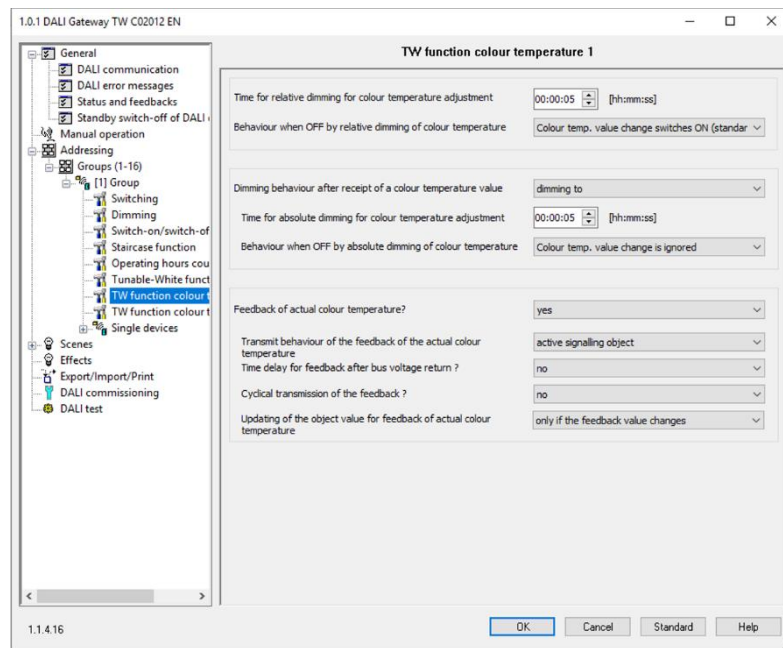 1.0.1 DALI Gateway TW C02012 EN
General
DALI communication
DALI error messages
Status and feedbacks
Standby switch-off of DALI
Manual operation
Addressing
Groups (1-16)
[1] Group
Switching
Dimming
Switch-on/switch-of
Staircase function
Operating hours cou
Tunable-White funct
TW function colour t
TW function colour t
Single devices
Scenes
Effects
Export/Import/Print
DALI commissioning
DALI test
1.1.4.16
TW function colour temperature 1
Time for relative dimming for colour temperature adjustment 00:00:05 [hh:mm:ss]
Behaviour when OFF by relative dimming of colour temperature Colour temp. value change switches ON (standar
Dimming behaviour after receipt of a colour temperature value dimming to
Time for absolute dimming for colour temperature adjustment 00:00:05 [hh:mm:ss]
Behaviour when OFF by absolute dimming of colour temperature Colour temp. value change is ignored
Feedback of actual colour temperature? yes
Transmit behaviour of the feedback of the actual colour
temperature active signalling object
Time delay for feedback after bus voltage return ? no
Cyclical transmission of the feedback ? no
Updating of the object value for feedback of actual colour
temperature only if the feedback value changes
OK Cancel Standard Help